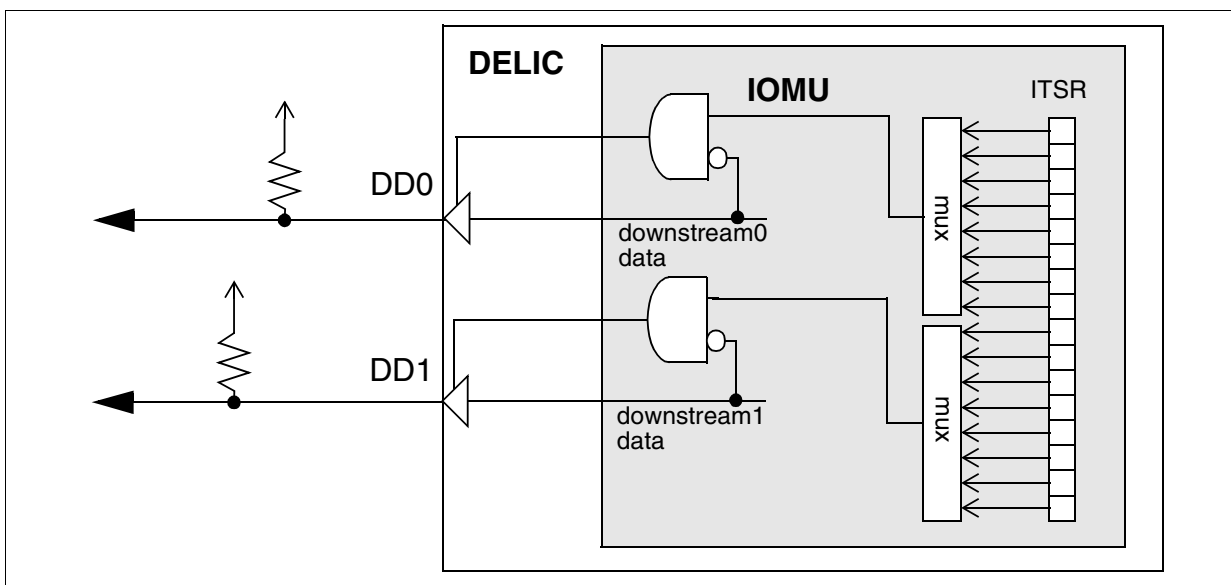 DELIC
IOMU
ITSR
DD0
mux
downstream0
data
DD1
mux
downstream1
data